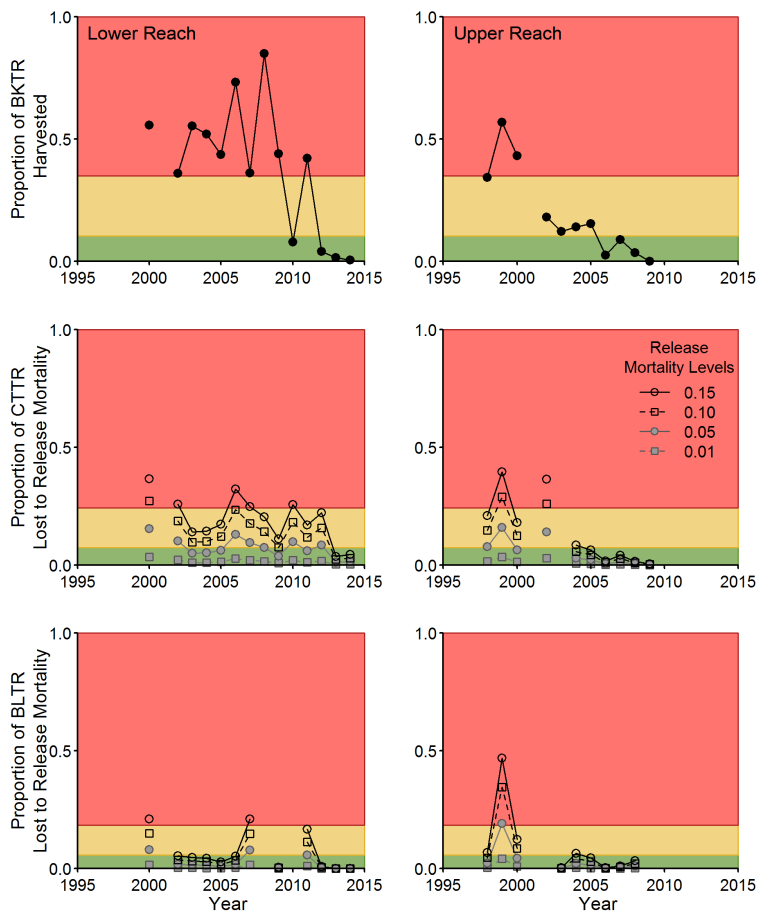 Lower Reach
Upper Reach
Proportion of BKTR
Harvested
1.0
0.5
0.0
1995 2000 2005 2010 2015
1995 2000 2005 2010 2015
Proportion of CTTR
Lost to Release Mortality
1.0
0.5
0.0
1995 2000 2005 2010 2015
1.0
0.5
0.0
Release
Mortality Levels
0.15
0.10
0.05
0.01
1995 2000 2005 2010 2015
Proportion of BLTR
Lost to Release Mortality
1.0
0.5
0.0
1995 2000 2005 2010 2015
Year
1.0
0.5
0.0
1995 2000 2005 2010 2015
Year
1.0
0.5
0.0